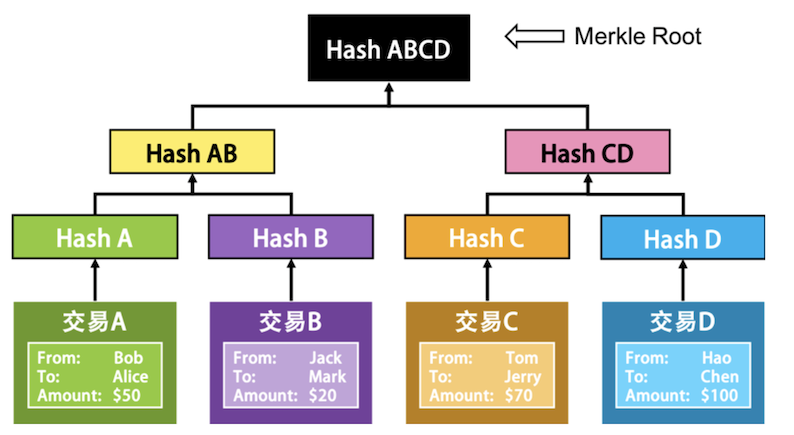 Hash ABCD
Merkle Root
Hash AB
Hash CD
Hash A
Hash B
Hash C
Hash D
交易A
From: Bob
To: Alice
Amount: $50
交易B
From: Jack
To: Mark
Amount: $20
交易C
From: Tom
To: Jerry
Amount: $70
交易D
From: Hao
To: Chen
Amount: $100